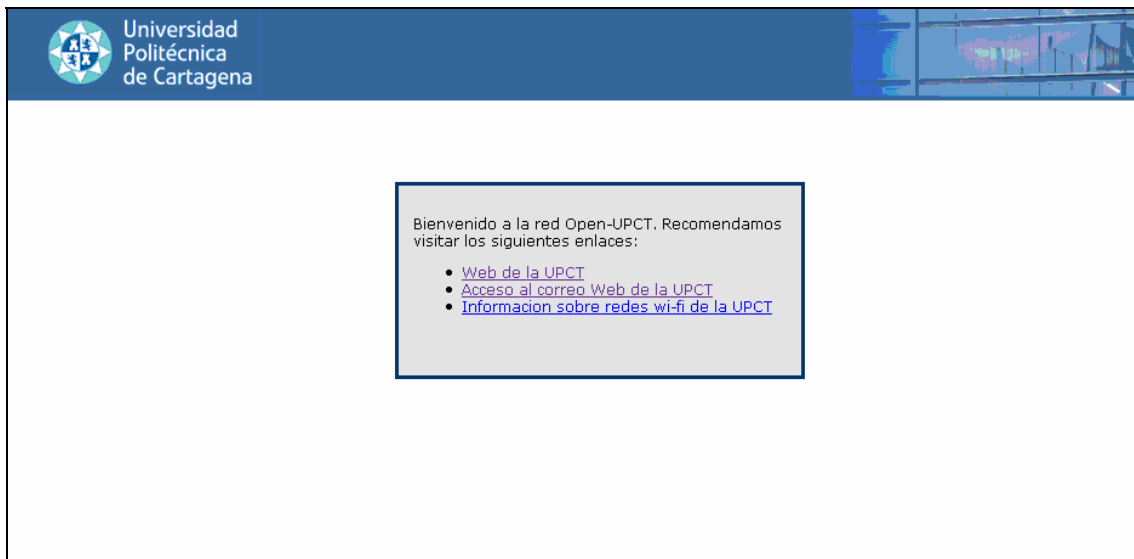 Universidad
Politécnica
de Cartagena
Bienvenido a la red Open-UPCT. Recomendamos
visitar los siguientes enlaces:
Web de la UPCT
Acceso al correo Web de la UPCT
Informacion sobre redes wi-fi de la UPCT